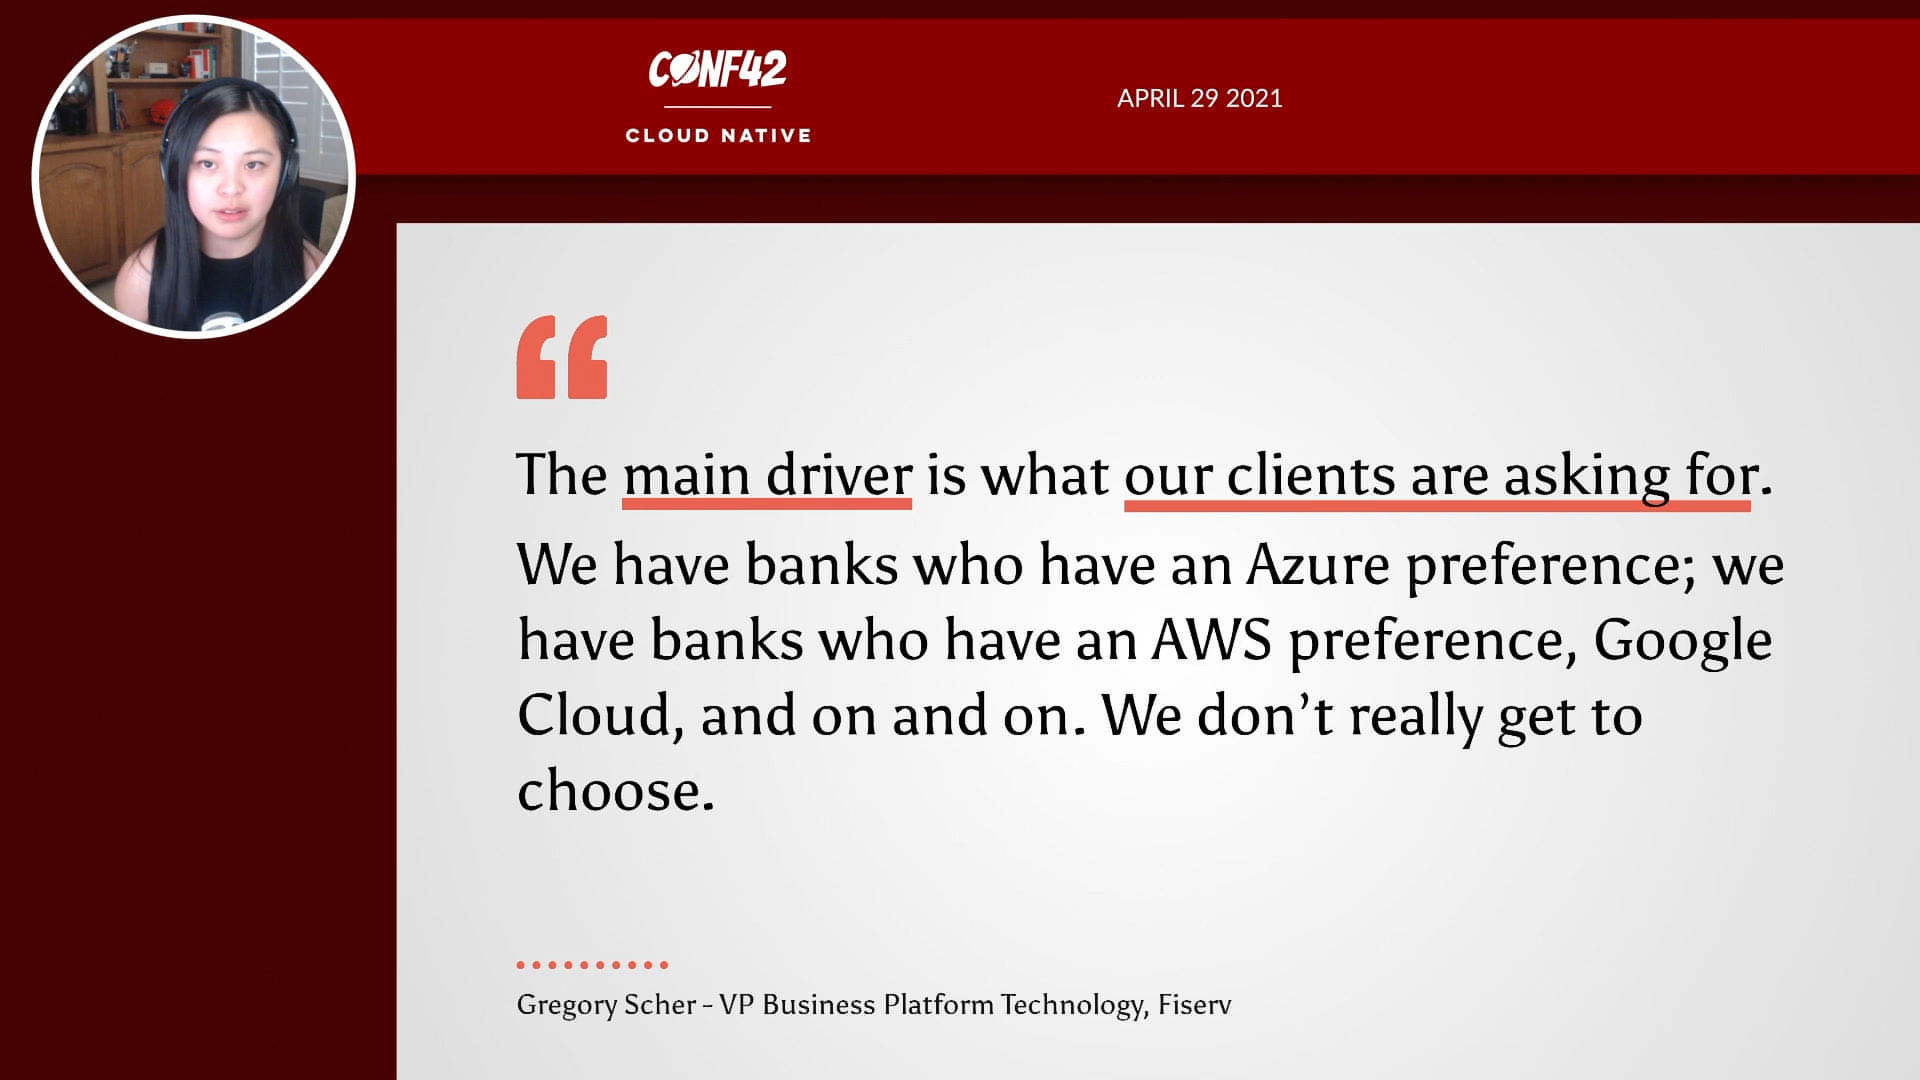 CONF42
CLOUD NATIVE
APRIL 29 2021
“
The main driver is what our clients are asking for.
We have banks who have an Azure preference; we
have banks who have an AWS preference, Google
Cloud, and on and on. We don’t really get to
choose.
Gregory Scher – VP Business Platform Technology, Fiserv